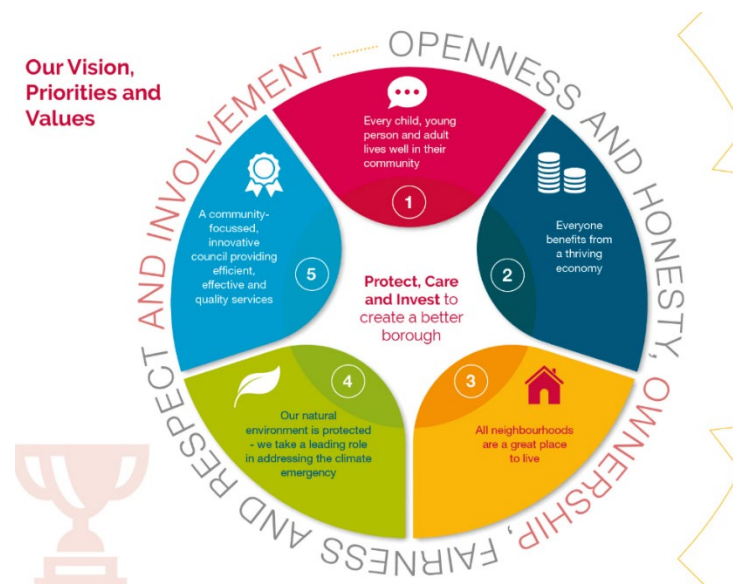 Our Vision,
Priorities and
Values
OPENNESS AND HONESTY, OWNERSHIP, FAIRNESS AND RESPECT AND INVOLVEMENT
Every child, young
person and adult
lives well in their
community
1
Everyone
benefits from
a thriving
economy
2
All neighbourhoods
are a great place
to live
3
Our natural
environment is protected
- we take a leading role
in addressing the climate
emergency
4
A community-
focussed,
innovative
council providing
efficient,
effective and
quality services
5
Protect, Care
and Invest to
create a better
borough